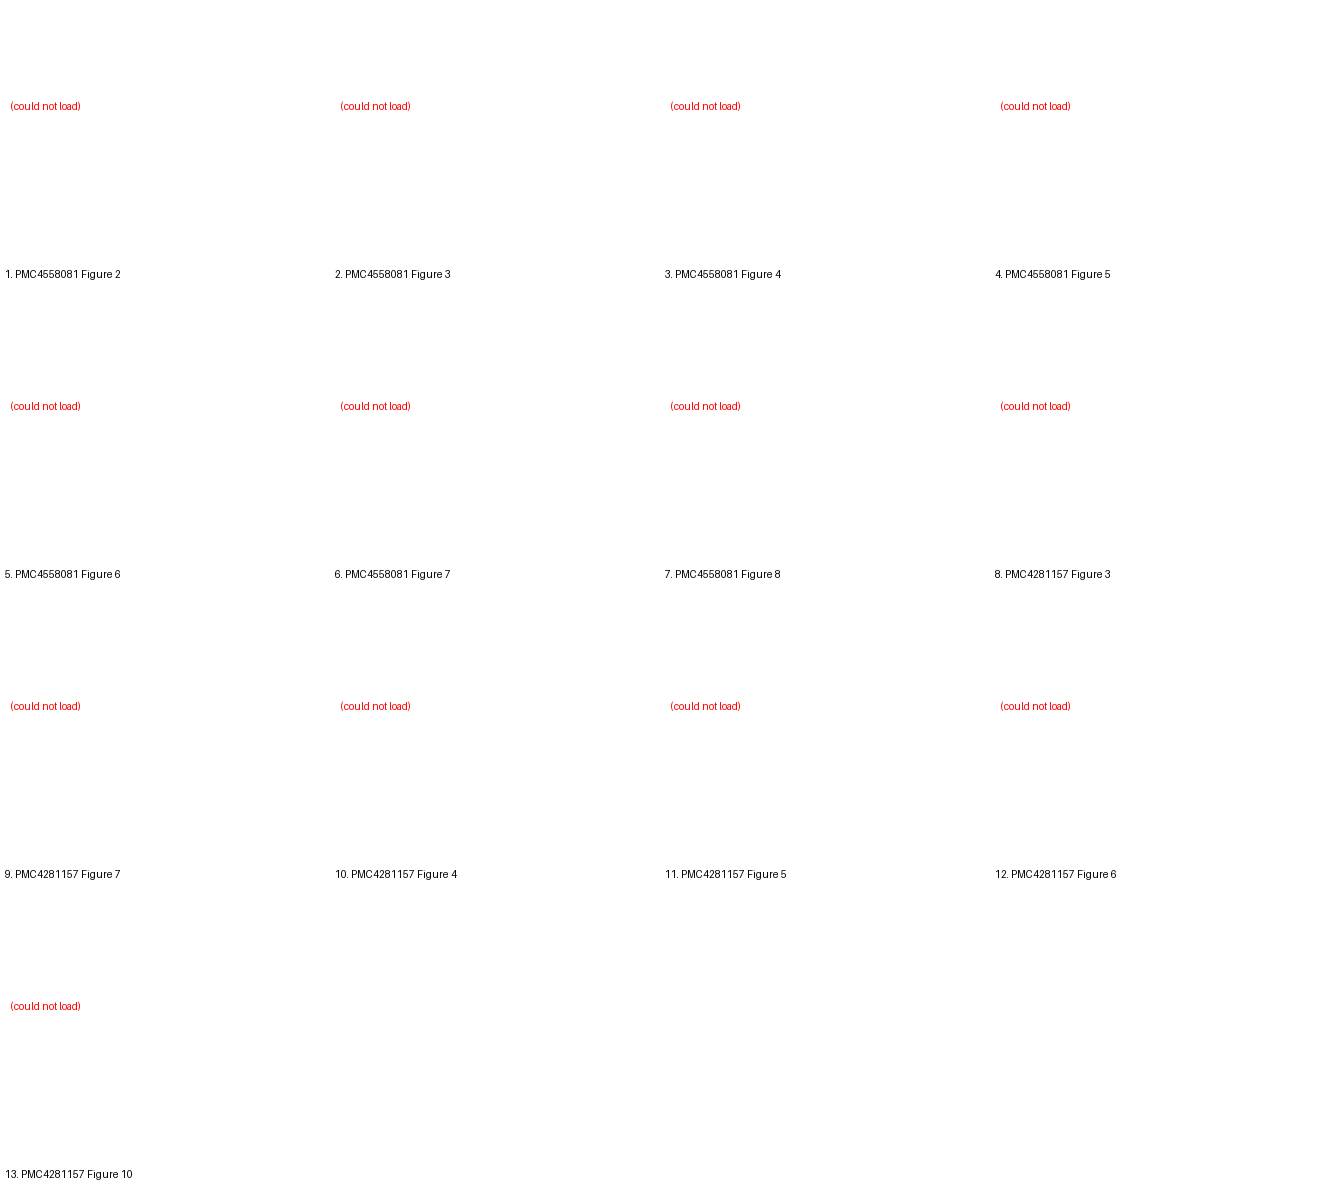 (could not load) (could not load) (could not load) (could not load)
1. PMC4558081 Figure 2 2. PMC4558081 Figure 3 3. PMC4558081 Figure 4 4. PMC4558081 Figure 5
(could not load) (could not load) (could not load) (could not load)
5. PMC4558081 Figure 6 6. PMC4558081 Figure 7 7. PMC4558081 Figure 8 8. PMC4281157 Figure 3
(could not load) (could not load) (could not load) (could not load)
9. PMC4281157 Figure 7 10. PMC4281157 Figure 4 11. PMC4281157 Figure 5 12. PMC4281157 Figure 6
(could not load)
13. PMC4281157 Figure 10